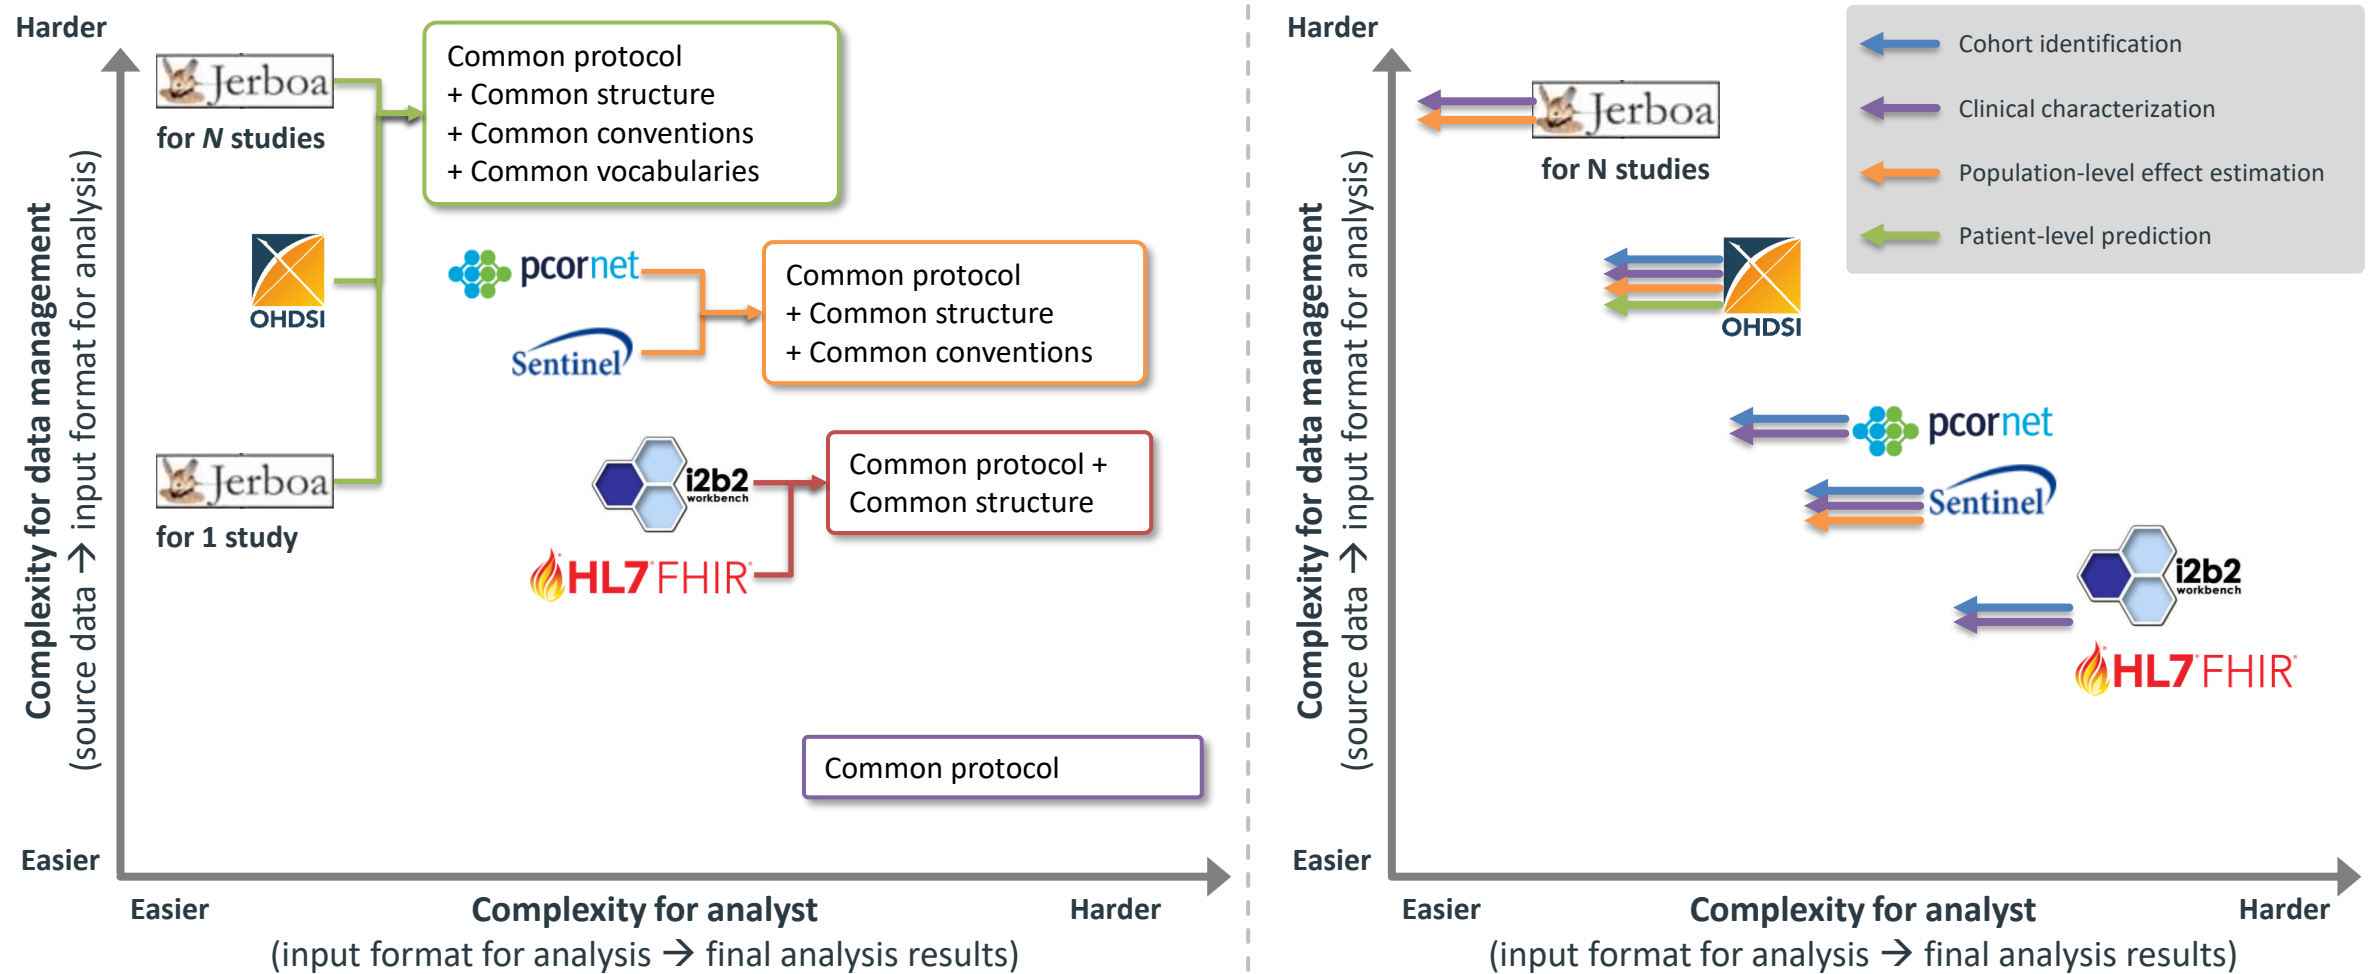 Harder
Jerboa
for N studies
Common protocol
+ Common structure
+ Common conventions
+ Common vocabularies
OHDSI
pcornet
Sentinel
Common protocol
+ Common structure
+ Common conventions
Jerboa
for 1 study
i2b2
workbench
HL7 FHIR
Common protocol +
Common structure
Common protocol
Complexity for data management
(source data → input format for analysis)
Easier
Easier
Complexity for analyst
Harder
(input format for analysis → final analysis results)
Harder
Jerboa
for N studies
Cohort identification
Clinical characterization
Population-level effect estimation
Patient-level prediction
OHDSI
pcornet
Sentinel
i2b2
workbench
HL7 FHIR
Complexity for data management
(source data → input format for analysis)
Easier
Easier
Complexity for analyst
Harder
(input format for analysis → final analysis results)